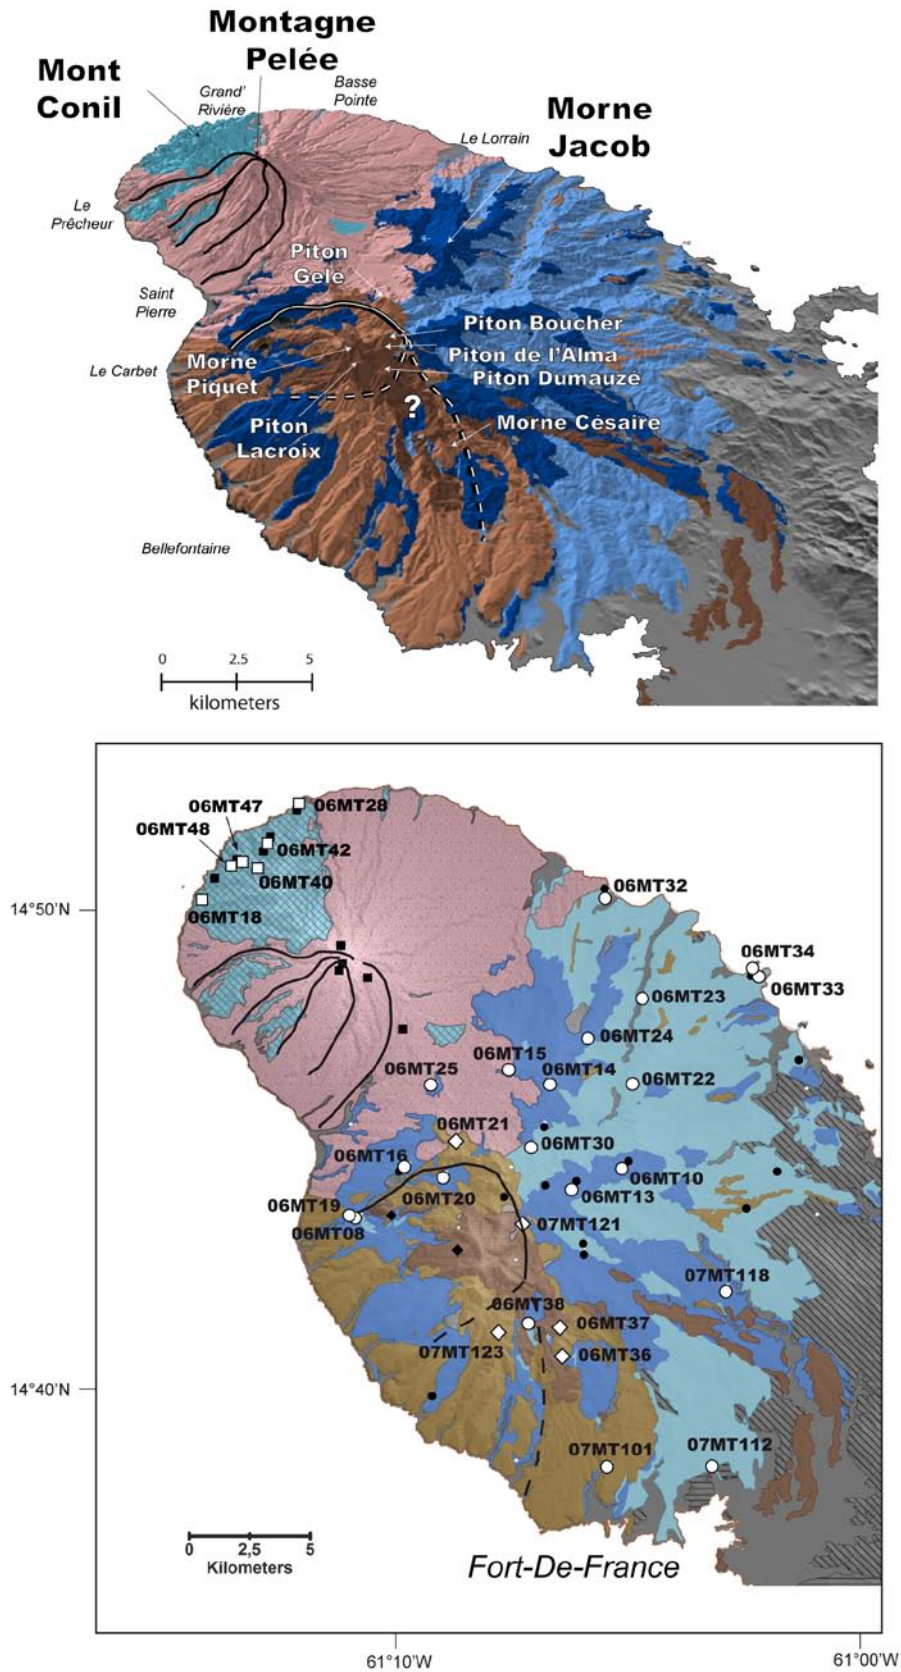 Montagne
Pelée
Mont
Conil
Grand'
Rivière
Basse
Pointe
Morne
Jacob
Le Lorrain
Le
Prêcheur
Piton
Gelé
Saint
Pierre
Piton Boucher
Le Carbet
Morne
Piquet
Piton de l'Alma
Piton Dumauzé
?
Piton
Lacroix
Morne Césaire
Bellefontaine
0 2.5 5
kilometers
06MT47
06MT28
06MT48
06MT42
06MT40
06MT18
14°50'N
06MT32
06MT34
06MT33
06MT23
06MT24
06MT15
06MT25
06MT14
06MT22
06MT21
06MT30
06MT16
06MT10
06MT20
06MT13
06MT19
06MT08
07MT121
07MT118
06MT38
06MT37
07MT123
06MT36
14°40'N
07MT101
07MT112
0 2,5 5
Kilometers
Fort-De-France
61°10'W
61°00'W